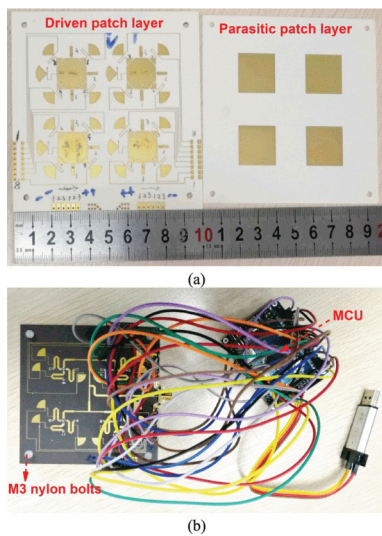 Driven patch layer
Parasitic patch layer
1 2 3 4 5 6 7 8 9 10 1 2 3 4 5 6 7 8 9
(a)
MCU
M3 nylon bolts
(b)